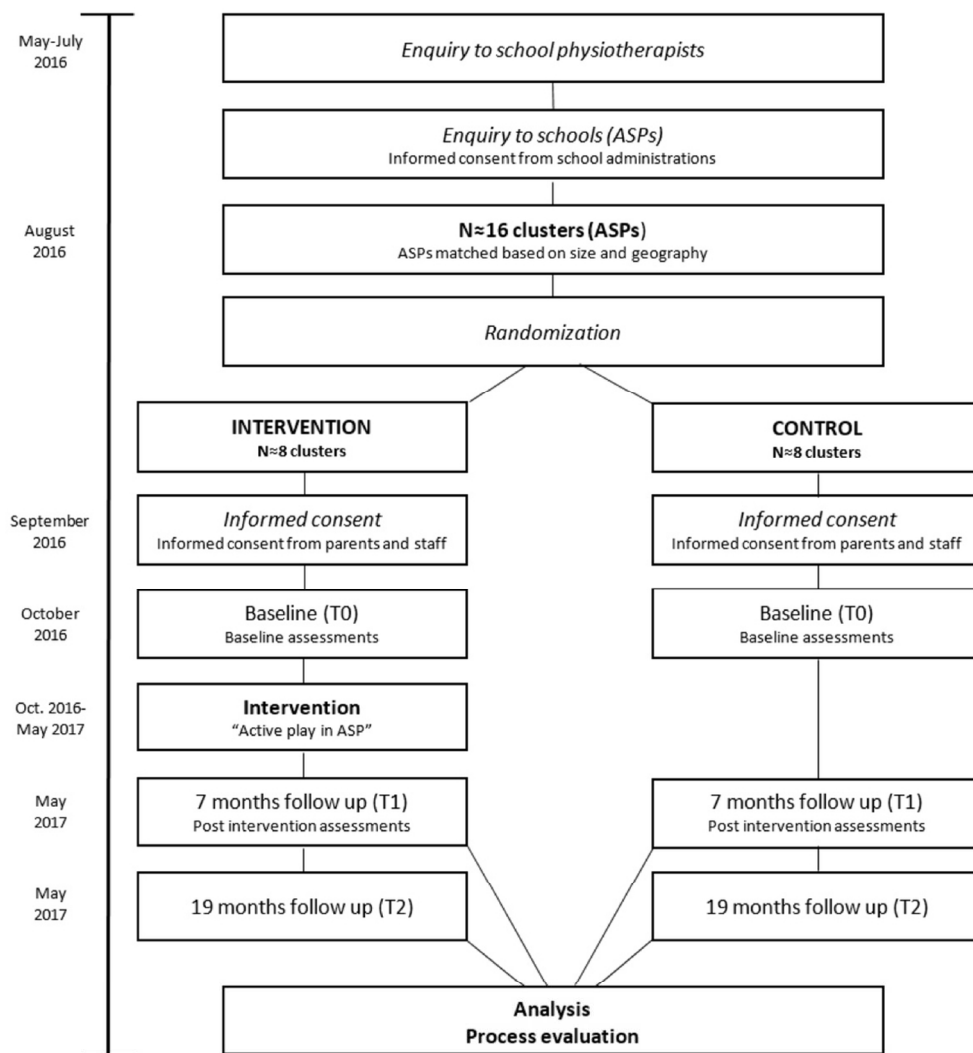 May-July
2016
Enquiry to school physiotherapists
Enquiry to schools (ASPs)
Informed consent from school administrations
August
2016
N≈16 clusters (ASPs)
ASPs matched based on size and geography
Randomization
INTERVENTION
N≈8 clusters
CONTROL
N≈8 clusters
September
2016
Informed consent
Informed consent from parents and staff
Informed consent
Informed consent from parents and staff
October
2016
Baseline (T0)
Baseline assessments
Baseline (T0)
Baseline assessments
Oct. 2016-
May 2017
Intervention
“Active play in ASP”
May
2017
7 months follow up (T1)
Post intervention assessments
7 months follow up (T1)
Post intervention assessments
May
2017
19 months follow up (T2)
19 months follow up (T2)
Analysis
Process evaluation